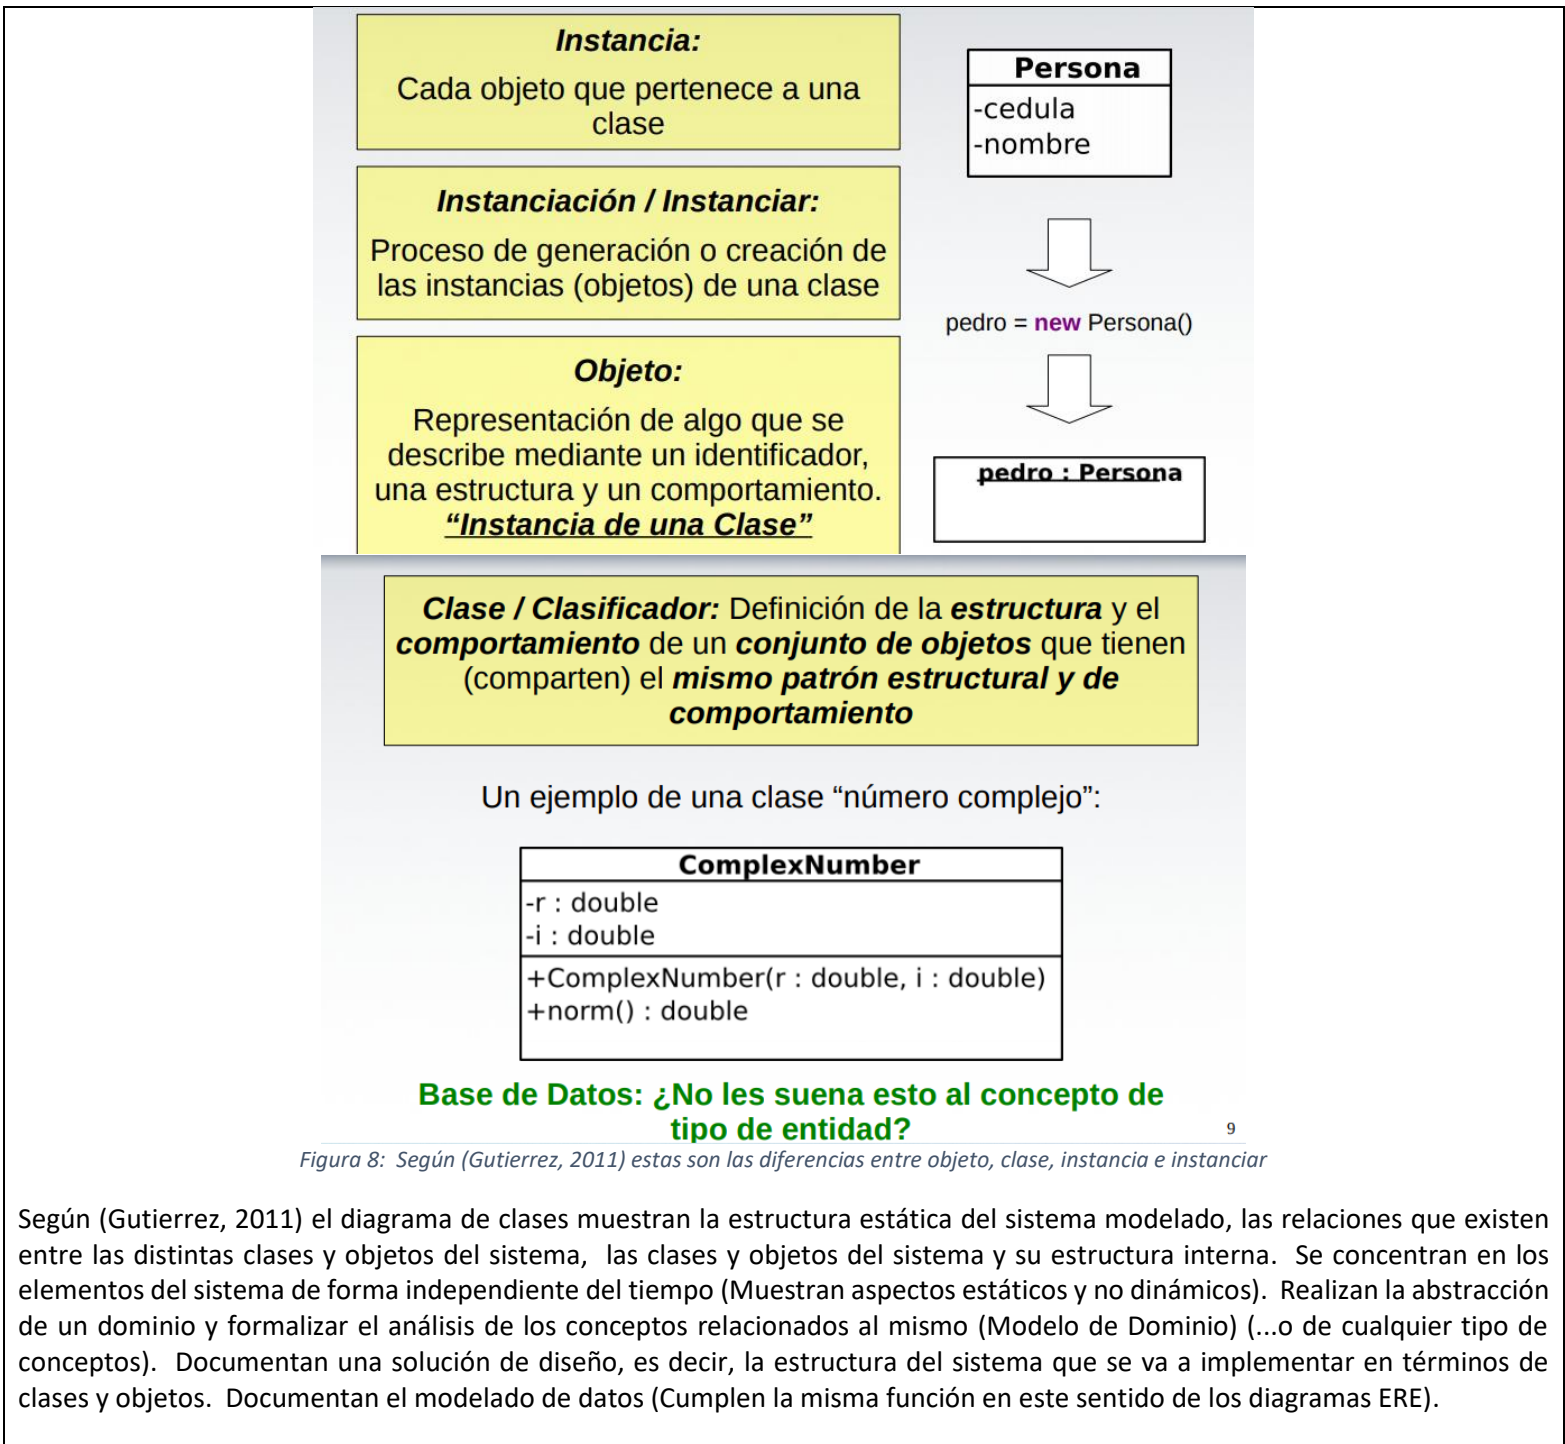 Instancia:
Cada objeto que pertenece a una
clase
Instanciación / Instanciar:
Proceso de generación o creación de
las instancias (objetos) de una clase
Objeto:
Representación de algo que se
describe mediante un identificador,
una estructura y un comportamiento.
“Instancia de una Clase”
Persona
-cedula
-nombre
pedro = new Persona()
pedro : Persona
Clase / Clasificador: Definición de la estructura y el
comportamiento de un conjunto de objetos que tienen
(comparten) el mismo patrón estructural y de
comportamiento
Un ejemplo de una clase “número complejo”:
ComplexNumber
-r : double
-i : double
+ComplexNumber(r : double, i : double)
+norm() : double
Base de Datos: ¿No les suena esto al concepto de
tipo de entidad?
9
Figura 8: Según (Gutierrez, 2011) estas son las diferencias entre objeto, clase, instancia e instanciar
Según (Gutierrez, 2011) el diagrama de clases muestran la estructura estática del sistema modelado, las relaciones que existen
entre las distintas clases y objetos del sistema, las clases y objetos del sistema y su estructura interna. Se concentran en los
elementos del sistema de forma independiente del tiempo (Muestran aspectos estáticos y no dinámicos). Realizan la abstracción
de un dominio y formalizar el análisis de los conceptos relacionados al mismo (Modelo de Dominio) (...o de cualquier tipo de
conceptos). Documentan una solución de diseño, es decir, la estructura del sistema que se va a implementar en términos de
clases y objetos. Documentan el modelado de datos (Cumplen la misma función en este sentido de los diagramas ERE).